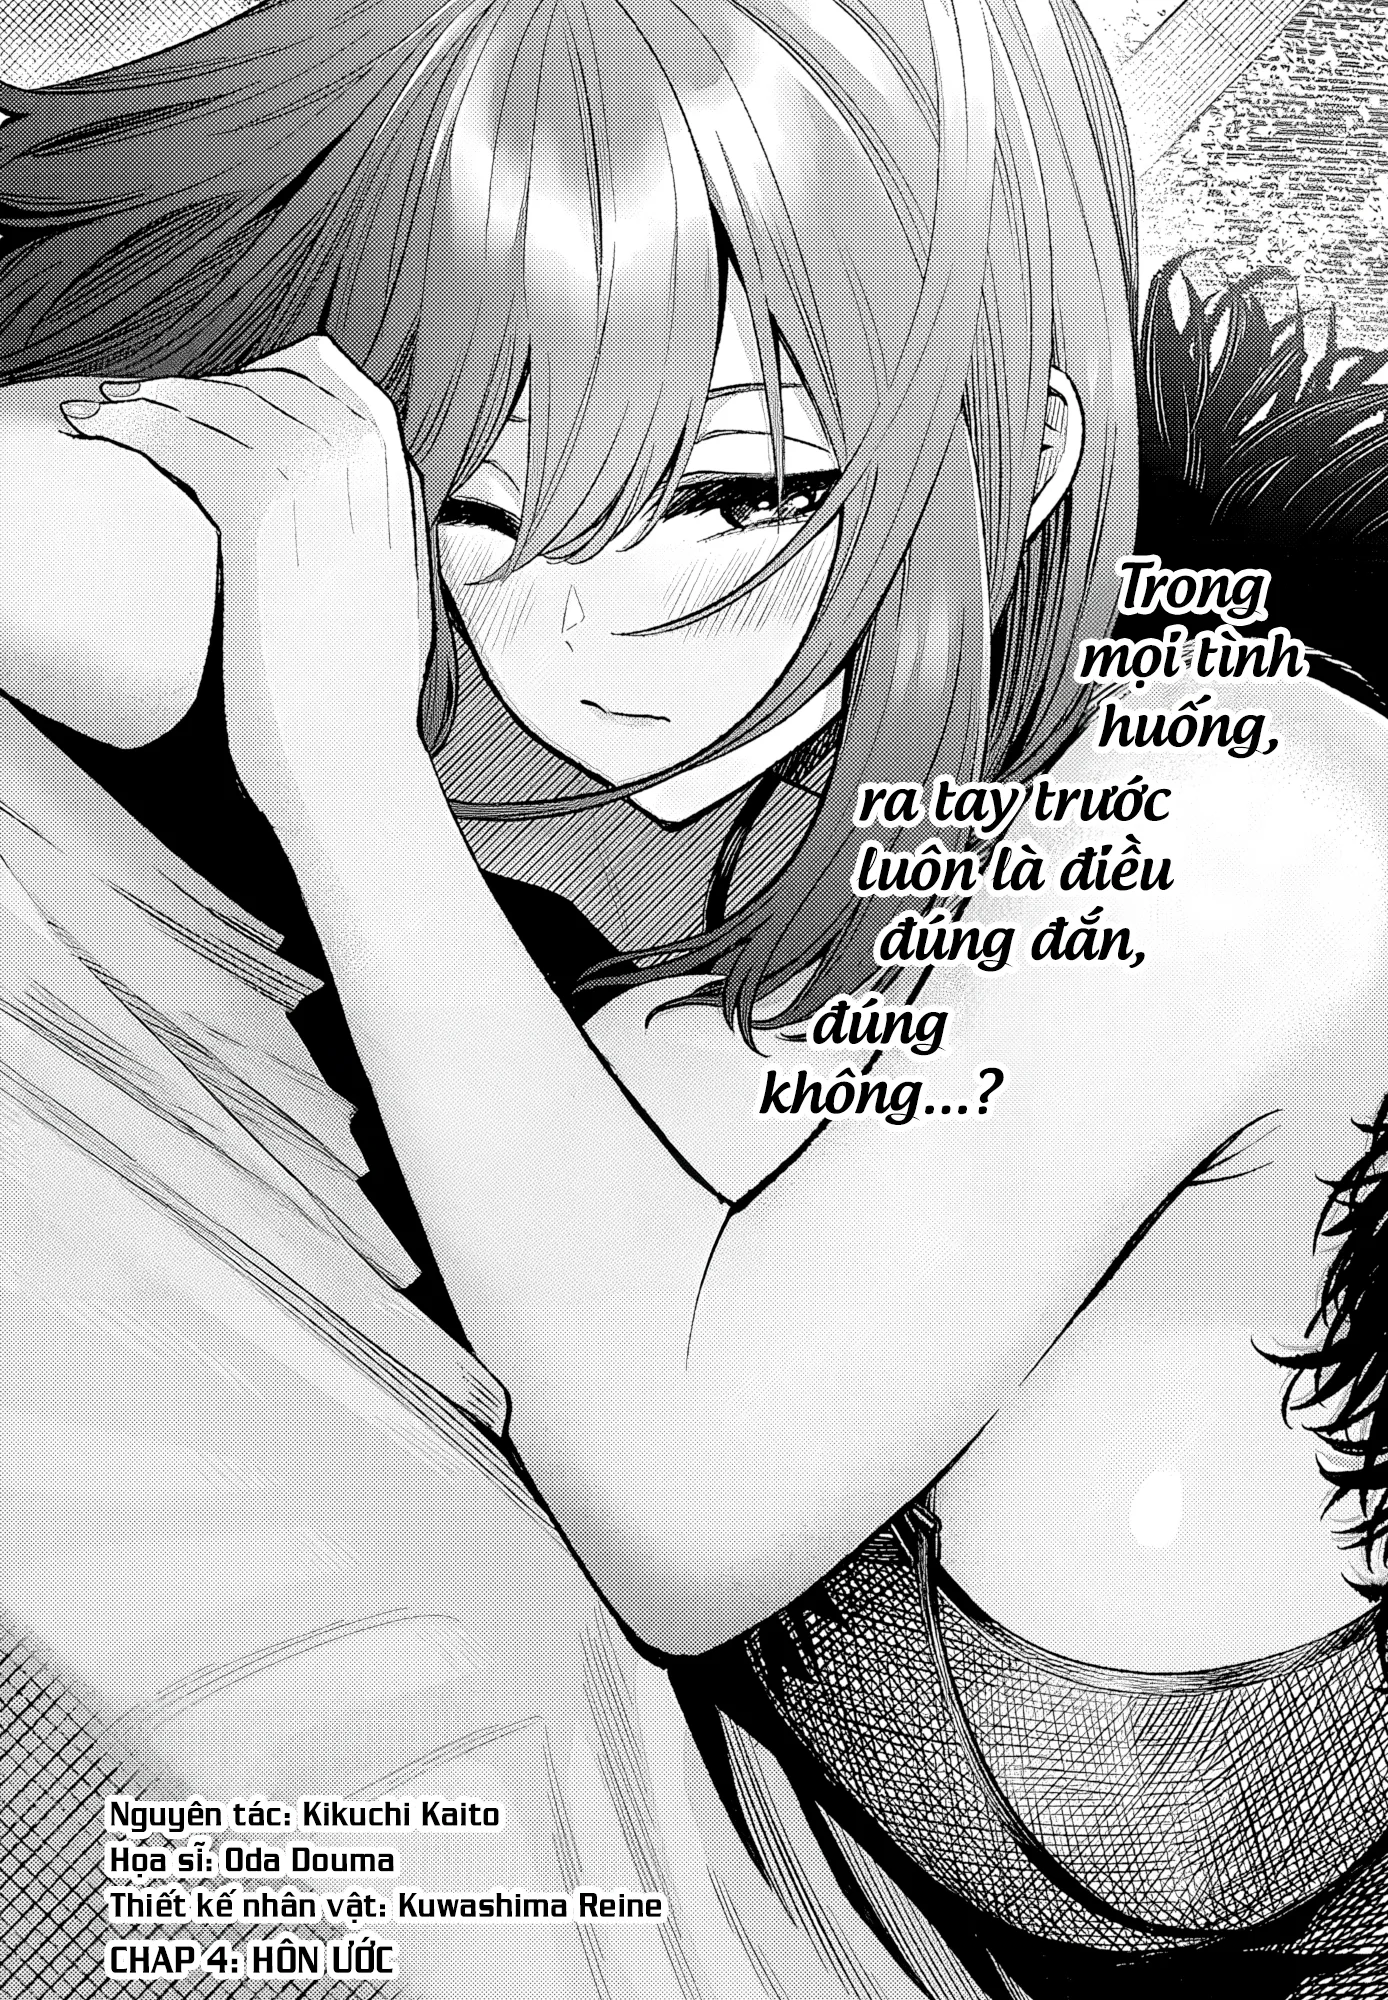 Trong
mọi tình
huống,
ra tay trước
luôn là điều
đúng đắn,
đúng
không...?
Nguyên tác: Kikuchi Kaito
Họa sĩ: Oda Douma
Thiết kế nhân vật: Kuwashima Reine
CHAP 4: HÔN ƯỚC